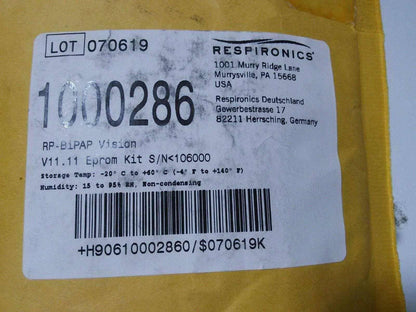 LOT 070619
RESPIRONICS
1001 Murry Ridge Lane
Murrysville, PA 15668
USA
Respironics Deutschland
Gewerbestrasse 17
82211 Herrsching, Germany
1000286
RP-BiPAP Vision
V11.11 Eprom Kit S/N<106000
Storage Temp: -20° C to +60° C (-4° F to +140° F)
Humidity: 15 to 95% RH, Non-condensing
+H90610002860/$070619K